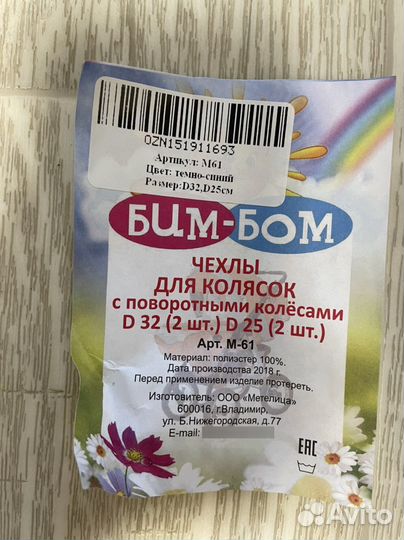 OZN151911693
Артикул: М61
Цвет: темно-синий
Размер:D32,D25см
БИМ-БОМ
ЧЕХЛЫ
ДЛЯ КОЛЯСОК
с поворотными колёсами
D 32 (2 шт.) D 25 (2 шт.)
Арт. М-61
Материал: полиэстер 100%.
Дата производства 2018 г.
Перед применением изделие протереть.
Изготовитель: ООО «Метелица»
600016, г.Владимир.
ул. Б.Нижегородская, д.77
E-mail:
EAC
Avito